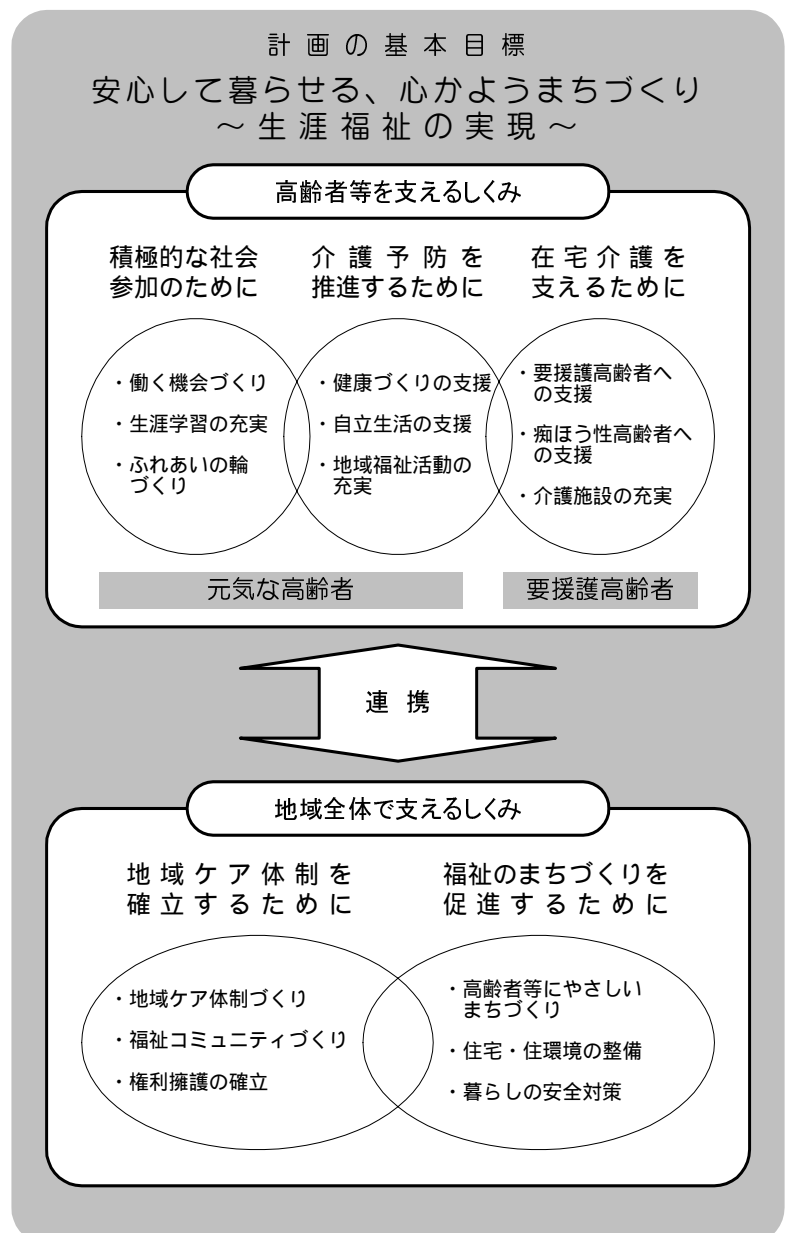 計画の基本目標
安心して暮らせる、心かようまちづくり
～生涯福祉の実現～
高齢者等を支えるしくみ
積極的な社会
参加のために
介護予防を
推進するために
在宅介護を
支えるために
・働く機会づくり
・生涯学習の充実
・ふれあいの輪
づくり
・健康づくりの支援
・自立生活の支援
・地域福祉活動の
充実
・要援護高齢者へ
の支援
・痴ほう性高齢者へ
の支援
・介護施設の充実
元気な高齢者
要援護高齢者
連携
地域全体で支えるしくみ
地域ケア体制を
確立するために
福祉のまちづくりを
促進するために
・地域ケア体制づくり
・福祉コミュニティづくり
・権利擁護の確立
・高齢者等にやさしい
まちづくり
・住宅・住環境の整備
・暮らしの安全対策